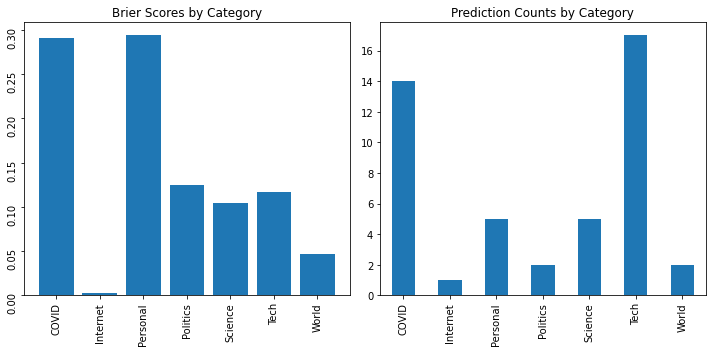 Brier Scores by Category
0.30
0.25
0.20
0.15
0.10
0.05
0.00
COVID
Internet
Personal
Politics
Science
Tech
World
Prediction Counts by Category
16
14
12
10
8
6
4
2
0
COVID
Internet
Personal
Politics
Science
Tech
World